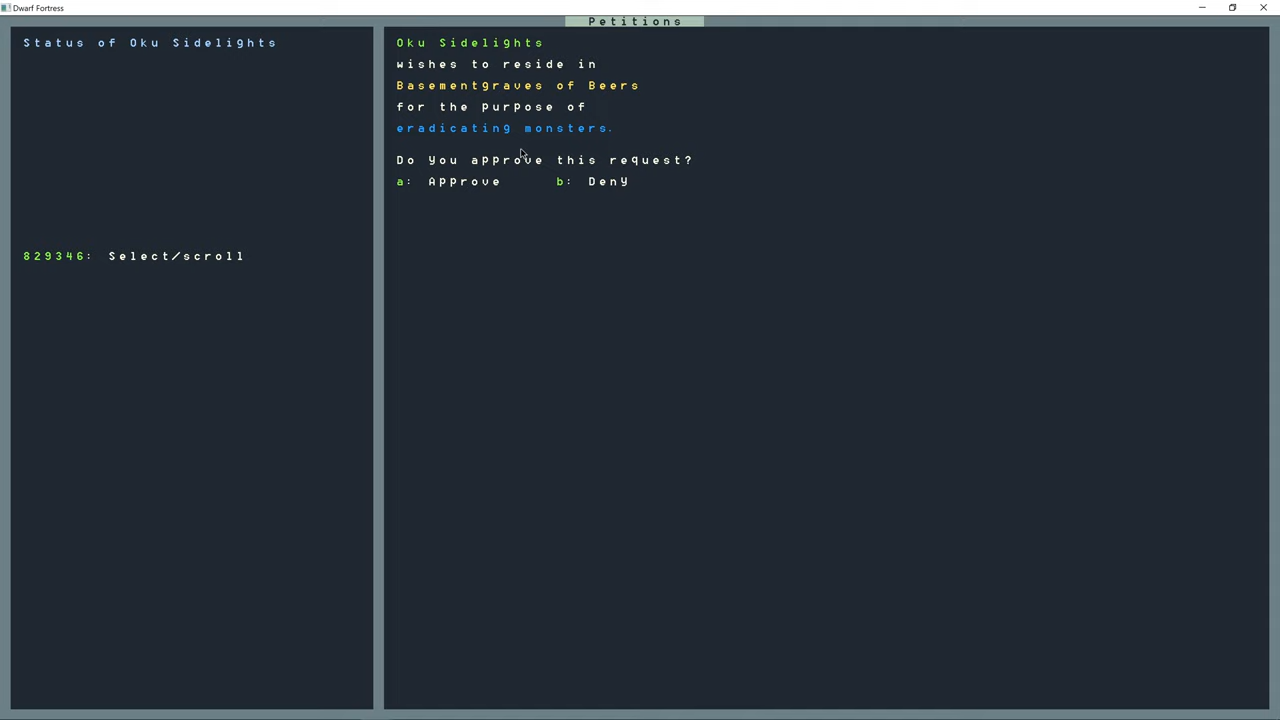 Dwarf Fortress
Petitions
Status of Oku Sidelights
829346: Select/scroll
Oku Sidelights
wishes to reside in
Basementgraves of Beers
for the purpose of
eradicating monsters.
Do you approve this request?
a: Approve b: Deny